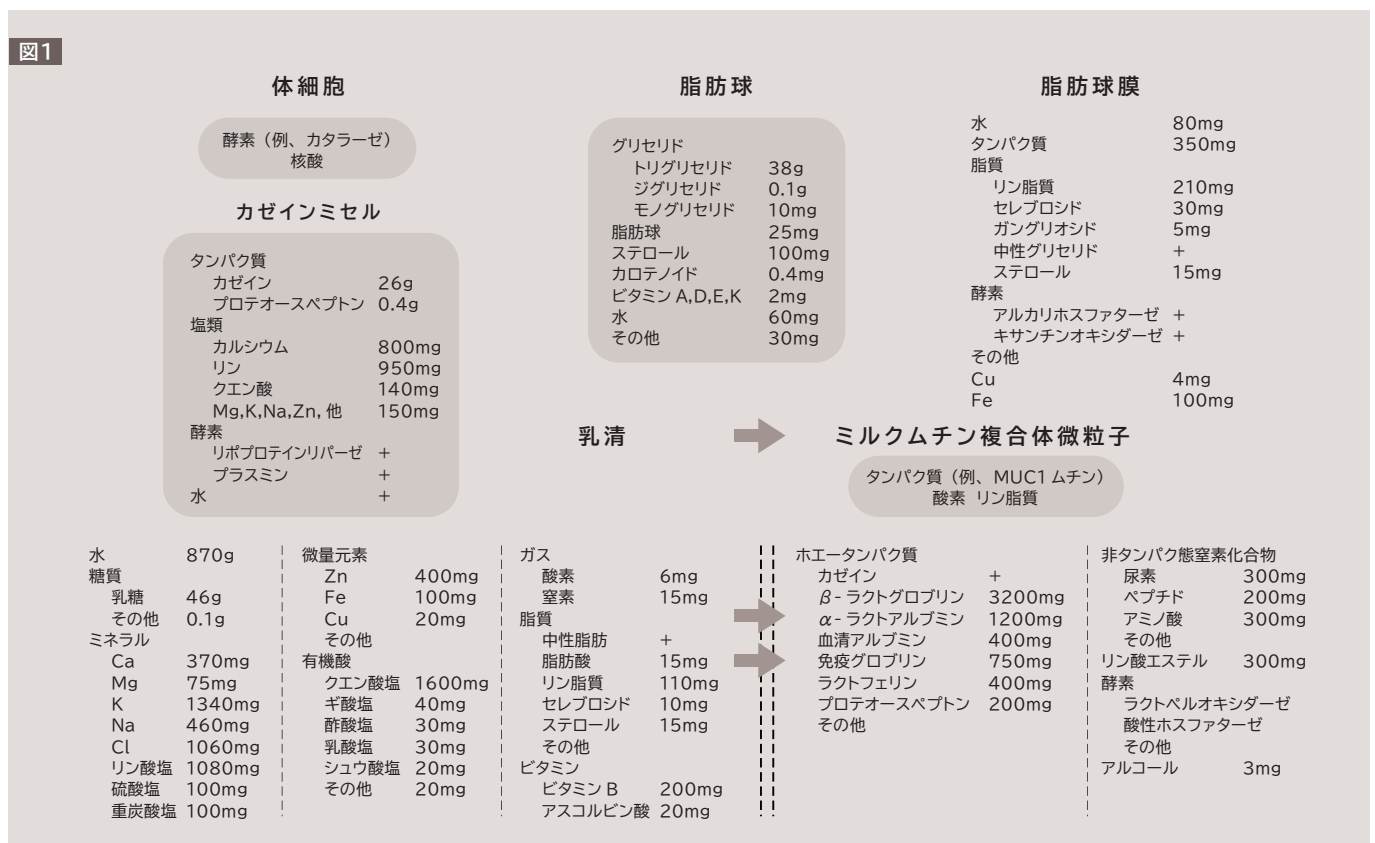 図1
体細胞
酵素（例、カタラーゼ）
核酸
カゼインミセル
タンパク質
カゼイン 26g
プロテオースペプトン 0.4g
塩類
カルシウム 800mg
リン 950mg
クエン酸 140mg
Mg,K,Na,Zn, 他 150mg
酵素
リポプロテインリパーゼ +
プラスミン +
水 +
脂肪球
グリセリド
トリグリセリド 38g
ジグリセリド 0.1g
モノグリセリド 10mg
脂肪球 25mg
ステロール 100mg
カロテノイド 0.4mg
ビタミン A,D,E,K 2mg
水 60mg
その他 30mg
脂肪球膜
水 80mg
タンパク質 350mg
脂質
リン脂質 210mg
セレブロシド 30mg
ガングリオシド 5mg
中性グリセリド +
ステロール 15mg
酵素
アルカリホスファターゼ +
キサンチンオキシダーゼ +
その他
Cu 4mg
Fe 100mg
乳清
ミルクムチン複合体微粒子
タンパク質（例、MUC1 ムチン）
酸素 リン脂質
水 870g
糖質
乳糖 46g
その他 0.1g
ミネラル
Ca 370mg
Mg 75mg
K 1340mg
Na 460mg
Cl 1060mg
リン酸塩 1080mg
硫酸塩 100mg
重炭酸塩 100mg
微量元素
Zn 400mg
Fe 100mg
Cu 20mg
その他
有機酸
クエン酸塩 1600mg
ギ酸塩 40mg
酢酸塩 30mg
乳酸塩 30mg
シュウ酸塩 20mg
その他 20mg
ガス
酸素 6mg
窒素 15mg
脂質
中性脂肪 +
脂肪酸 15mg
リン脂質 110mg
セレブロシド 10mg
ステロール 15mg
その他
ビタミン
ビタミン B 200mg
アスコルビン酸 20mg
ホエータンパク質
カゼイン +
β-ラクトグロブリン 3200mg
α-ラクトアルブミン 1200mg
血清アルブミン 400mg
免疫グロブリン 750mg
ラクトフェリン 400mg
プロテオースペプトン 200mg
その他
非タンパク態窒素化合物
尿素 300mg
ペプチド 200mg
アミノ酸 300mg
その他
リン酸エステル 300mg
酵素
ラクトペルオキシダーゼ
酸性ホスファターゼ
その他
アルコール 3mg